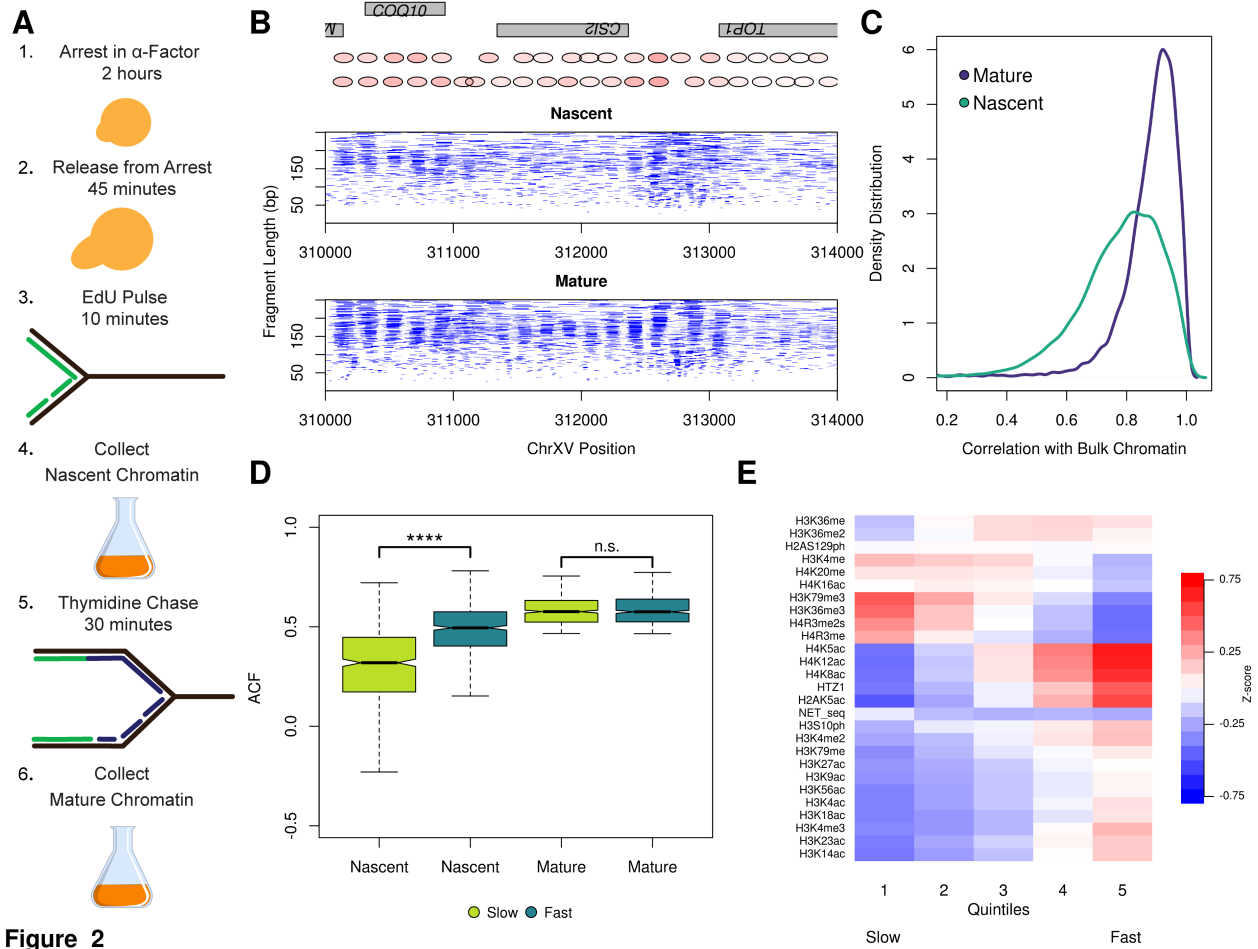 A
1. Arrest in α-Factor
2 hours
2. Release from Arrest
45 minutes
3. EdU Pulse
10 minutes
4. Collect
Nascent Chromatin
5. Thymidine Chase
30 minutes
6. Collect
Mature Chromatin
B
COQ10
CSI2
TOP1
Nascent
Fragment Length (bp)
150
50
310000 311000 312000 313000 314000
Mature
150
50
310000 311000 312000 313000 314000
ChrXV Position
C
Density Distribution
6
5
4
3
2
1
0
Mature
Nascent
0.2 0.4 0.6 0.8 1.0
Correlation with Bulk Chromatin
D
ACF
1.0
0.5
0.0
-0.5
****
n.s.
Nascent Nascent Mature Mature
Slow Fast
E
H3K36me
H3K36me2
H2AS129ph
H3K4me
H4K20me
H4K16ac
H3K79me3
H3K36me3
H4R3me2s
H4R3me
H4K5ac
H4K12ac
H4K8ac
HTZ1
H2AK5ac
NET_seq
H3S10ph
H3K4me2
H3K79me
H3K27ac
H3K9ac
H3K56ac
H3K4ac
H3K18ac
H3K4me3
H3K23ac
H3K14ac
1 2 3 4 5
Quintiles
Slow Fast
0.75
0.25
-0.25
-0.75
Z-score
Figure 2